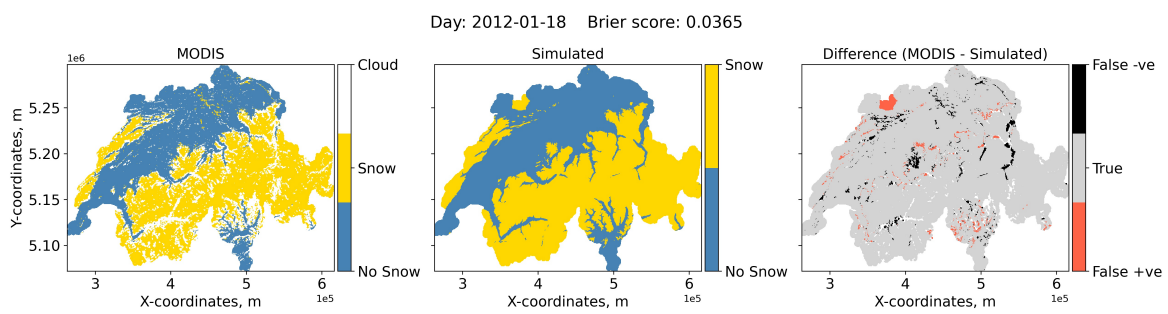 Day: 2012-01-18 Brier score: 0.0365
MODIS
1e6
Y-coordinates, m
5.25
5.20
5.15
5.10
3 4 5 6
1e5
X-coordinates, m
Cloud
Snow
No Snow
Simulated
3 4 5 6
1e5
X-coordinates, m
Snow
No Snow
Difference (MODIS - Simulated)
3 4 5 6
1e5
X-coordinates, m
False -ve
True
False +ve